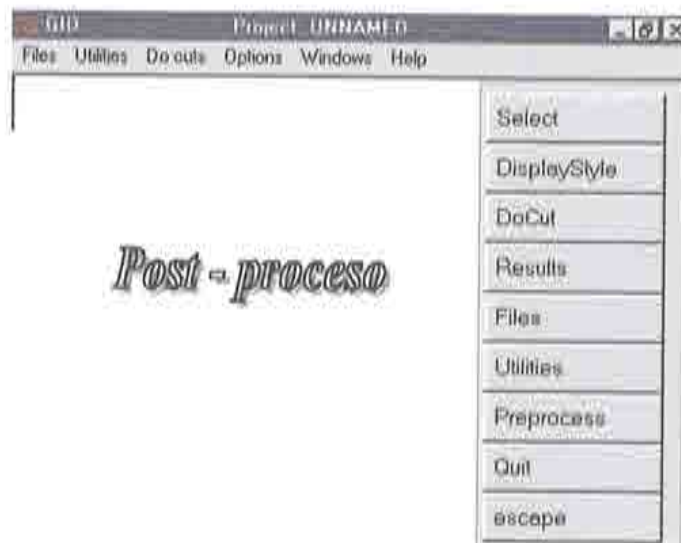 GID Project UNNAMED
Files Utilities Do cuts Options Windows Help
Select
DisplayStyle
DoCut
Post - proceso
Results
Files
Utilities
Preprocess
Quit
escape